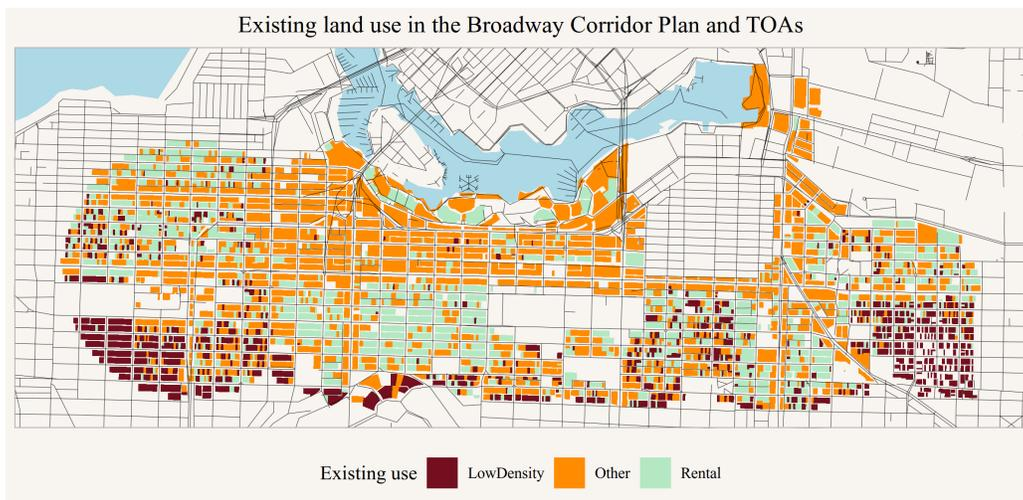 Existing land use in the Broadway Corridor Plan and TOAs
Existing use LowDensity Other Rental